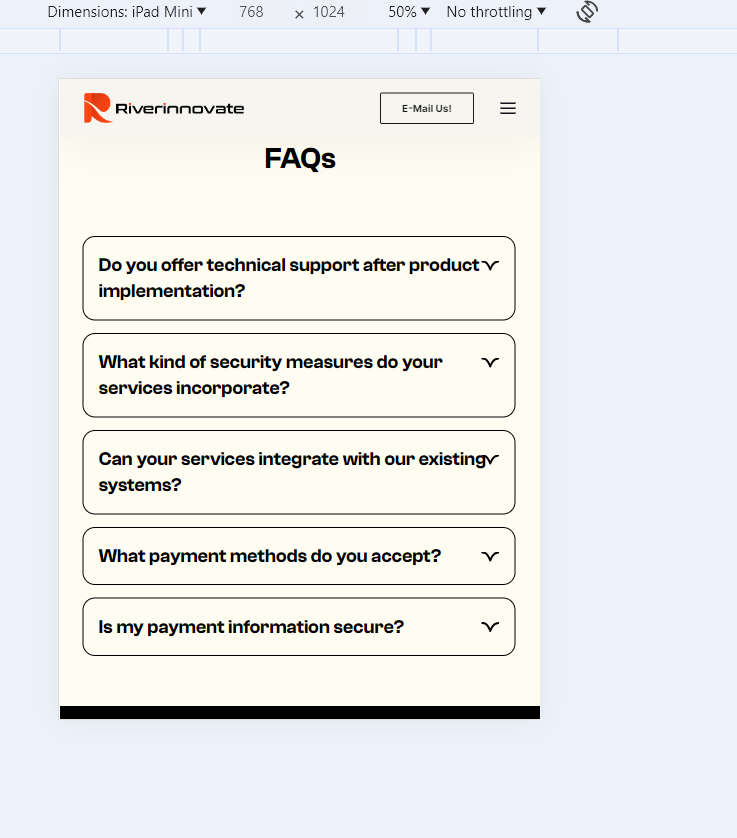 Dimensions: iPad Mini ▼ 768 × 1024 50% ▼ No throttling ▼
Riverinnovate E-Mail Us!
FAQs
Do you offer technical support after product
implementation?
What kind of security measures do your
services incorporate?
Can your services integrate with our existing
systems?
What payment methods do you accept?
Is my payment information secure?